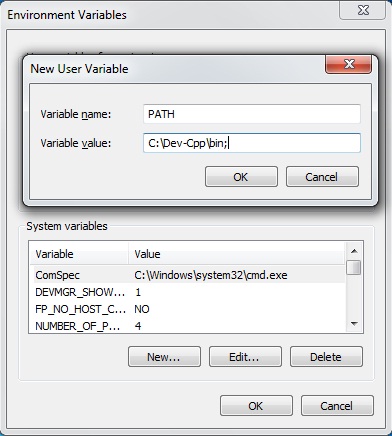 Environment Variables
New User Variable
Variable name:
PATH
Variable value:
C:\Dev-Cpp\bin;
OK
Cancel
System variables
Variable
Value
ComSpec
C:\Windows\system32\cmd.exe
DEVMGR_SHOW...
1
FP_NO_HOST_C...
NO
NUMBER_OF_P...
4
New...
Edit...
Delete
OK
Cancel